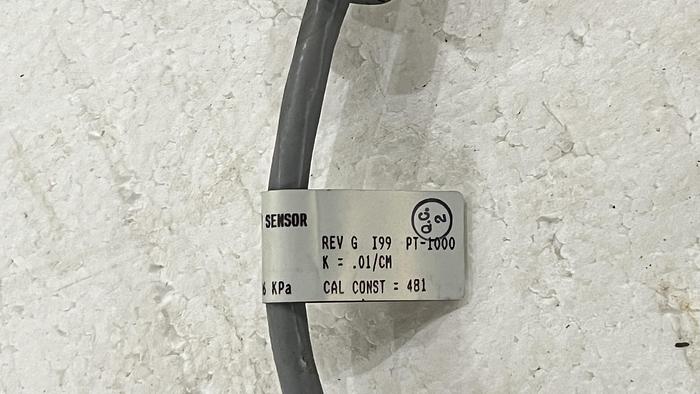 SENSOR
Q.C. 2
REV G I99 PT-1000
K = .01/CM
KPa CAL CONST = 481